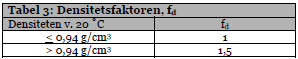 Tabel 3: Densitetsfaktoren, fd
Densiteten v. 20 °C fd
≤ 0,94 g/cm³ 1
> 0,94 g/cm³ 1,5